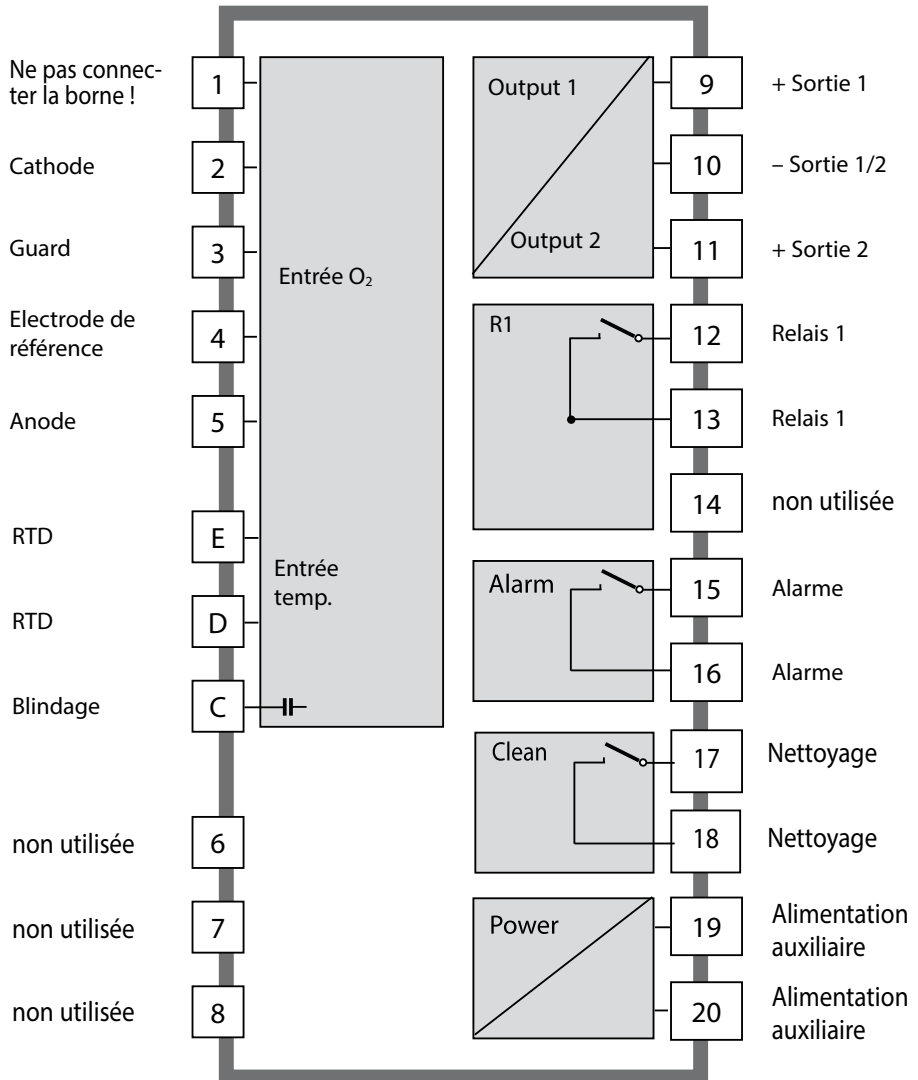 Ne pas connec-
ter la borne !
1
Cathode
2
Guard
3
Electrode de
référence
4
Anode
5
RTD
E
RTD
D
Blindage
C
non utilisée
6
non utilisée
7
non utilisée
8
Entrée O₂
Entrée
temp.
Output 1
Output 2
9
+ Sortie 1
10
– Sortie 1/2
11
+ Sortie 2
R1
12
Relais 1
13
Relais 1
14
non utilisée
Alarm
15
Alarme
16
Alarme
Clean
17
Nettoyage
18
Nettoyage
Power
19
Alimentation
auxiliaire
20
Alimentation
auxiliaire